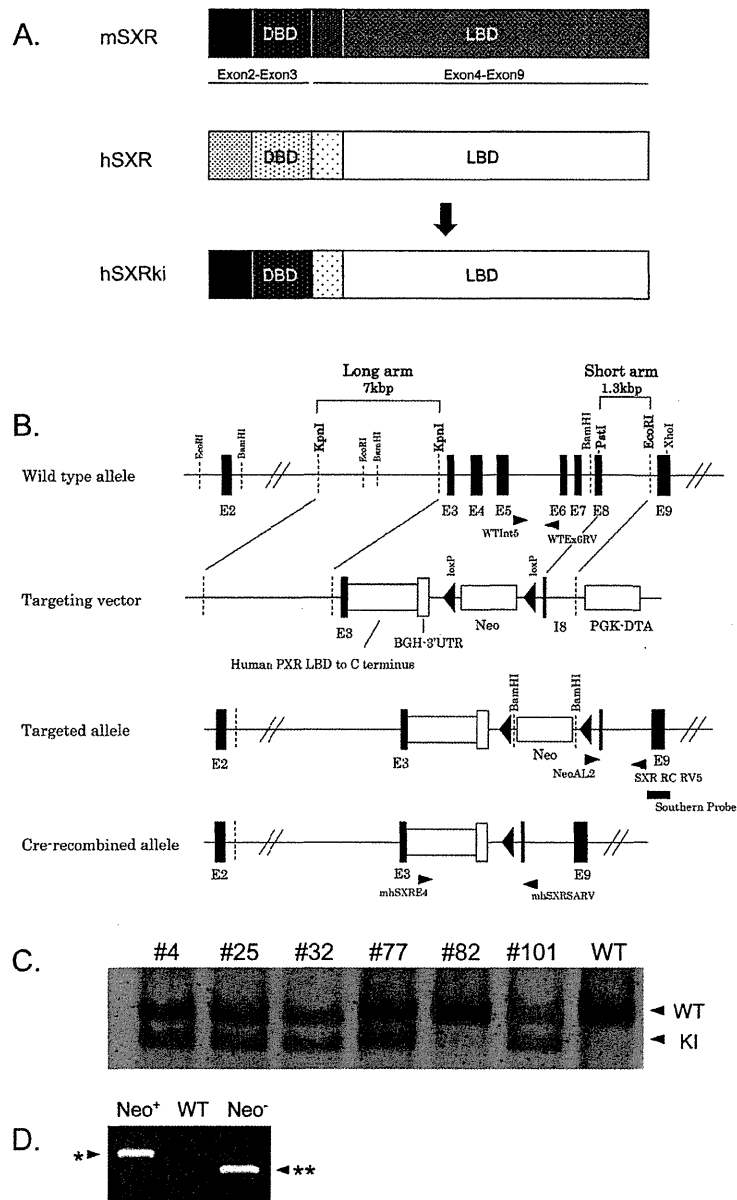 A.
mSXR
DBD
LBD
Exon2-Exon3
Exon4-Exon9
hSXR
DBD
LBD
hSXRki
DBD
LBD
B.
Long arm
7kbp
Short arm
1.3kbp
EcoRI
BamHI
KpnI
EcoRI
BamHI
KpnI
BamHI
PstI
EcoRI
XhoI
Wild type allele
E2
E3
E4
E5
E6
E7
E8
E9
WTInt5
WTEx6RV
loxP
loxP
Targeting vector
E3
BGH-3'UTR
Neo
I8
PGK-DTA
Human PXR LBD to C terminus
BamHI
BamHI
Targeted allele
E2
E3
Neo
E9
NeoAL2
SXR RC RV5
Southern Probe
Cre-recombined allele
E2
E3
E9
mhSXRE4
mhSXRSARV
C.
#4 #25 #32 #77 #82 #101 WT
WT
KI
D.
Neo+ WT Neo-
*
**